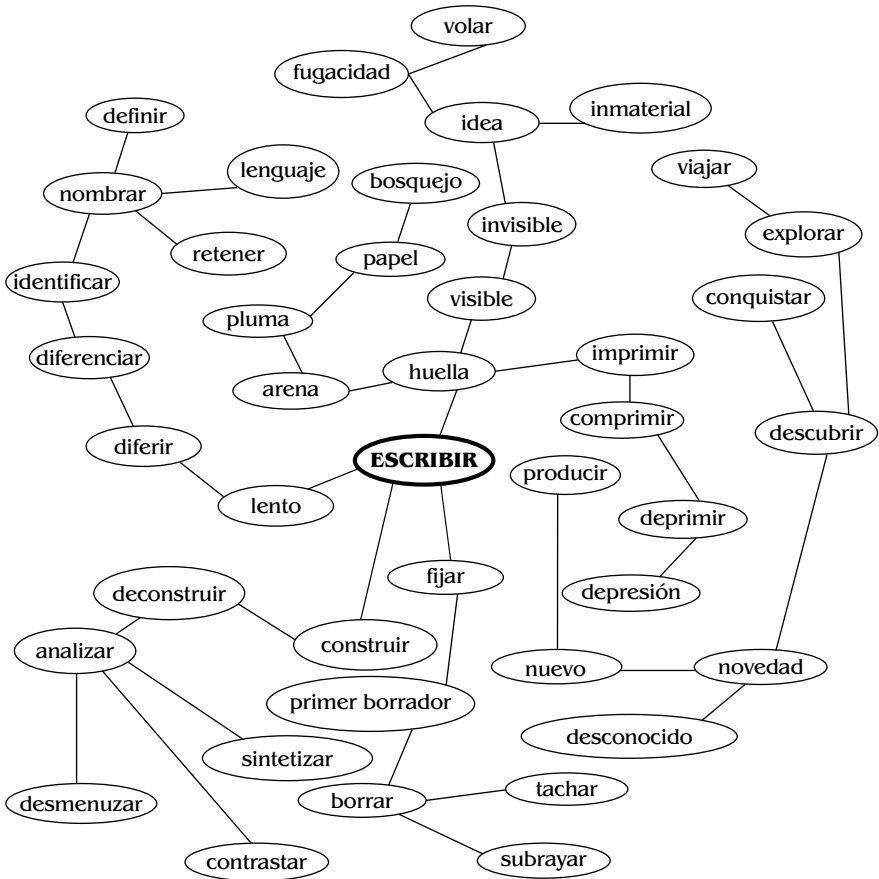 volar
fugacidad
idea
inmaterial
definir
lenguaje
nombrar
retener
bosquejo
invisible
papel
viajar
explorar
identificar
visible
conquistar
pluma
diferenciar
arena
huella
imprimir
comprimir
descubrir
diferir
ESCRIBIR
producir
lento
deprimir
fijar
depresión
deconstruir
analizar
construir
nuevo
novedad
primer borrador
desconocido
sintetizar
desmenuzar
borrar
tachar
contrastar
subrayar